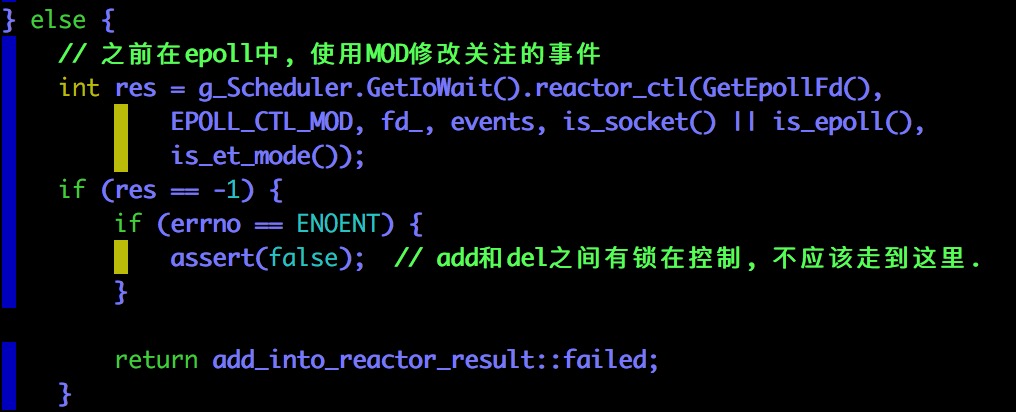 } else {
// 之前在epoll中，使用MOD修改关注的事件
int res = g_Scheduler.GetIoWait().reactor_ctl(GetEpollFd(),
EPOLL_CTL_MOD, fd_, events, is_socket() || is_epoll(),
is_et_mode());
if (res == -1) {
if (errno == ENOENT) {
assert(false);  // add和del之间有锁在控制, 不应该走到这里.
}
return add_into_reactor_result::failed;
}